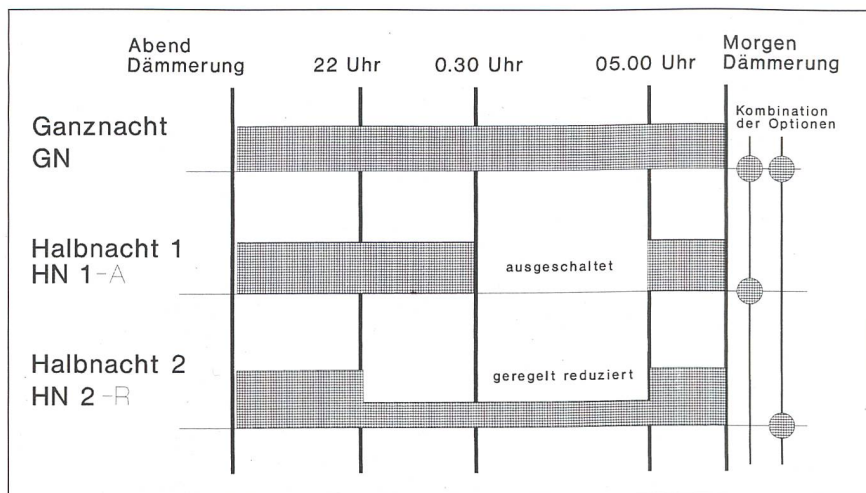 Abend
Dämmerung
22 Uhr
0.30 Uhr
05.00 Uhr
Morgen
Dämmerung
Kombination
der Optionen
Ganznacht
GN
Halbnacht 1
HN 1-A
ausgeschaltet
Halbnacht 2
HN 2-R
geregelt reduziert